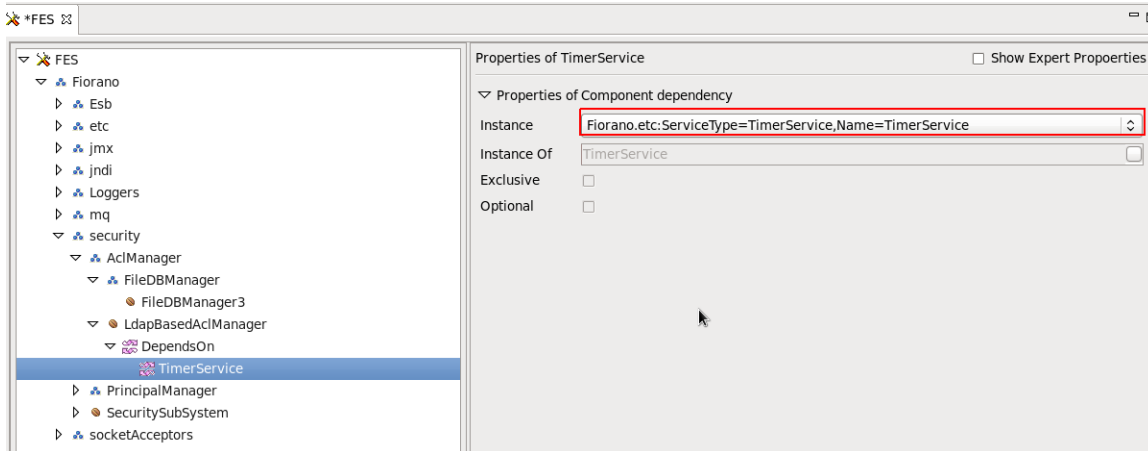 *FES
FES
Fiorano
Esb
etc
jmx
jndi
Loggers
mq
security
AclManager
FileDBManager
FileDBManager3
LdapBasedAclManager
DependsOn
TimerService
PrincipalManager
SecuritySubSystem
socketAcceptors
Properties of TimerService
Show Expert Propoerties
Properties of Component dependency
Instance
Fiorano.etc:ServiceType=TimerService,Name=TimerService
Instance Of
TimerService
Exclusive
Optional